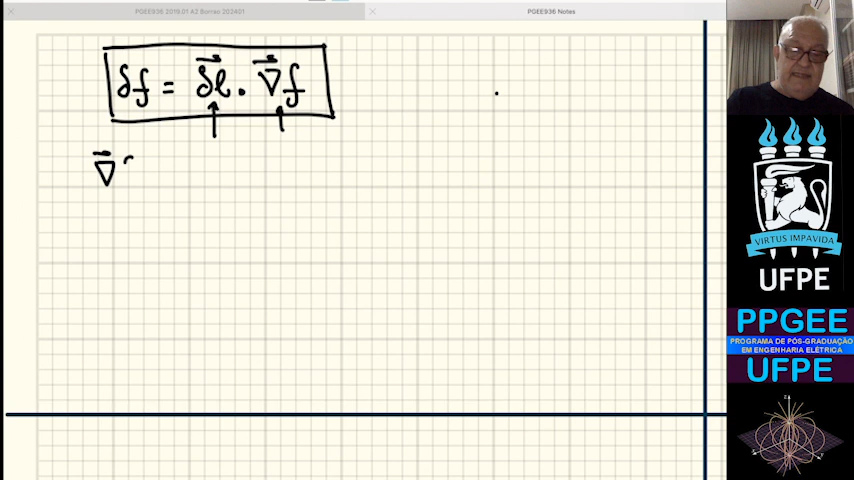 PGEE936 2019.01 A2 Borrao 202401
PGEE936 Notes
δf = δl⃗ . ∇⃗f
∇⃗
VIRTUS IMPAVIDA
UFPE
PPGEE
PROGRAMA DE PÓS-GRADUAÇÃO
EM ENGENHARIA ELÉTRICA
UFPE